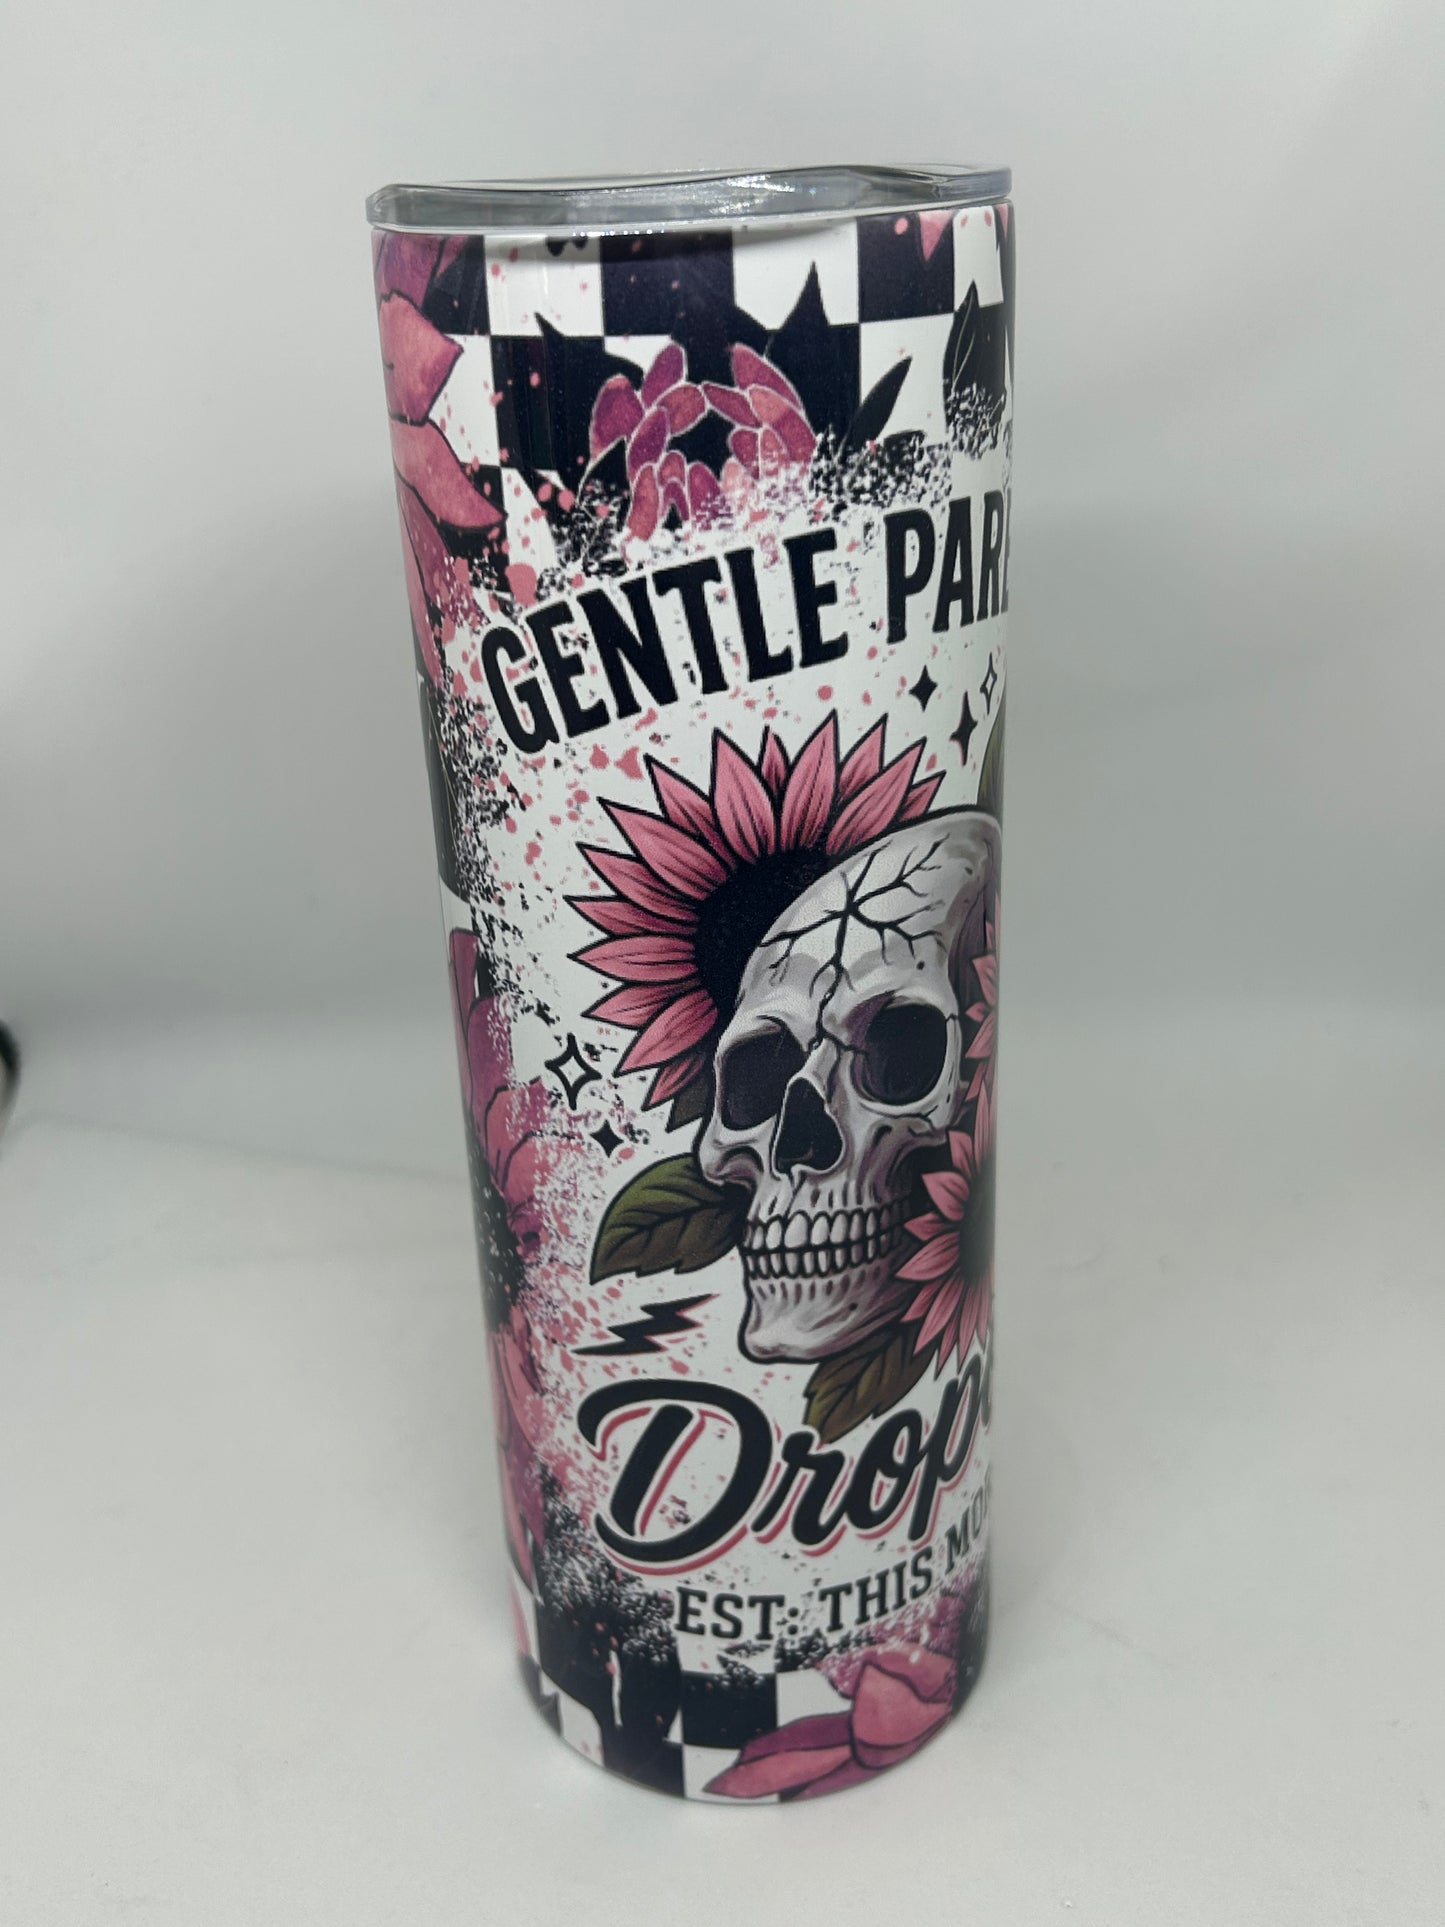 GENTLE PARE
Drop
EST: THIS MO